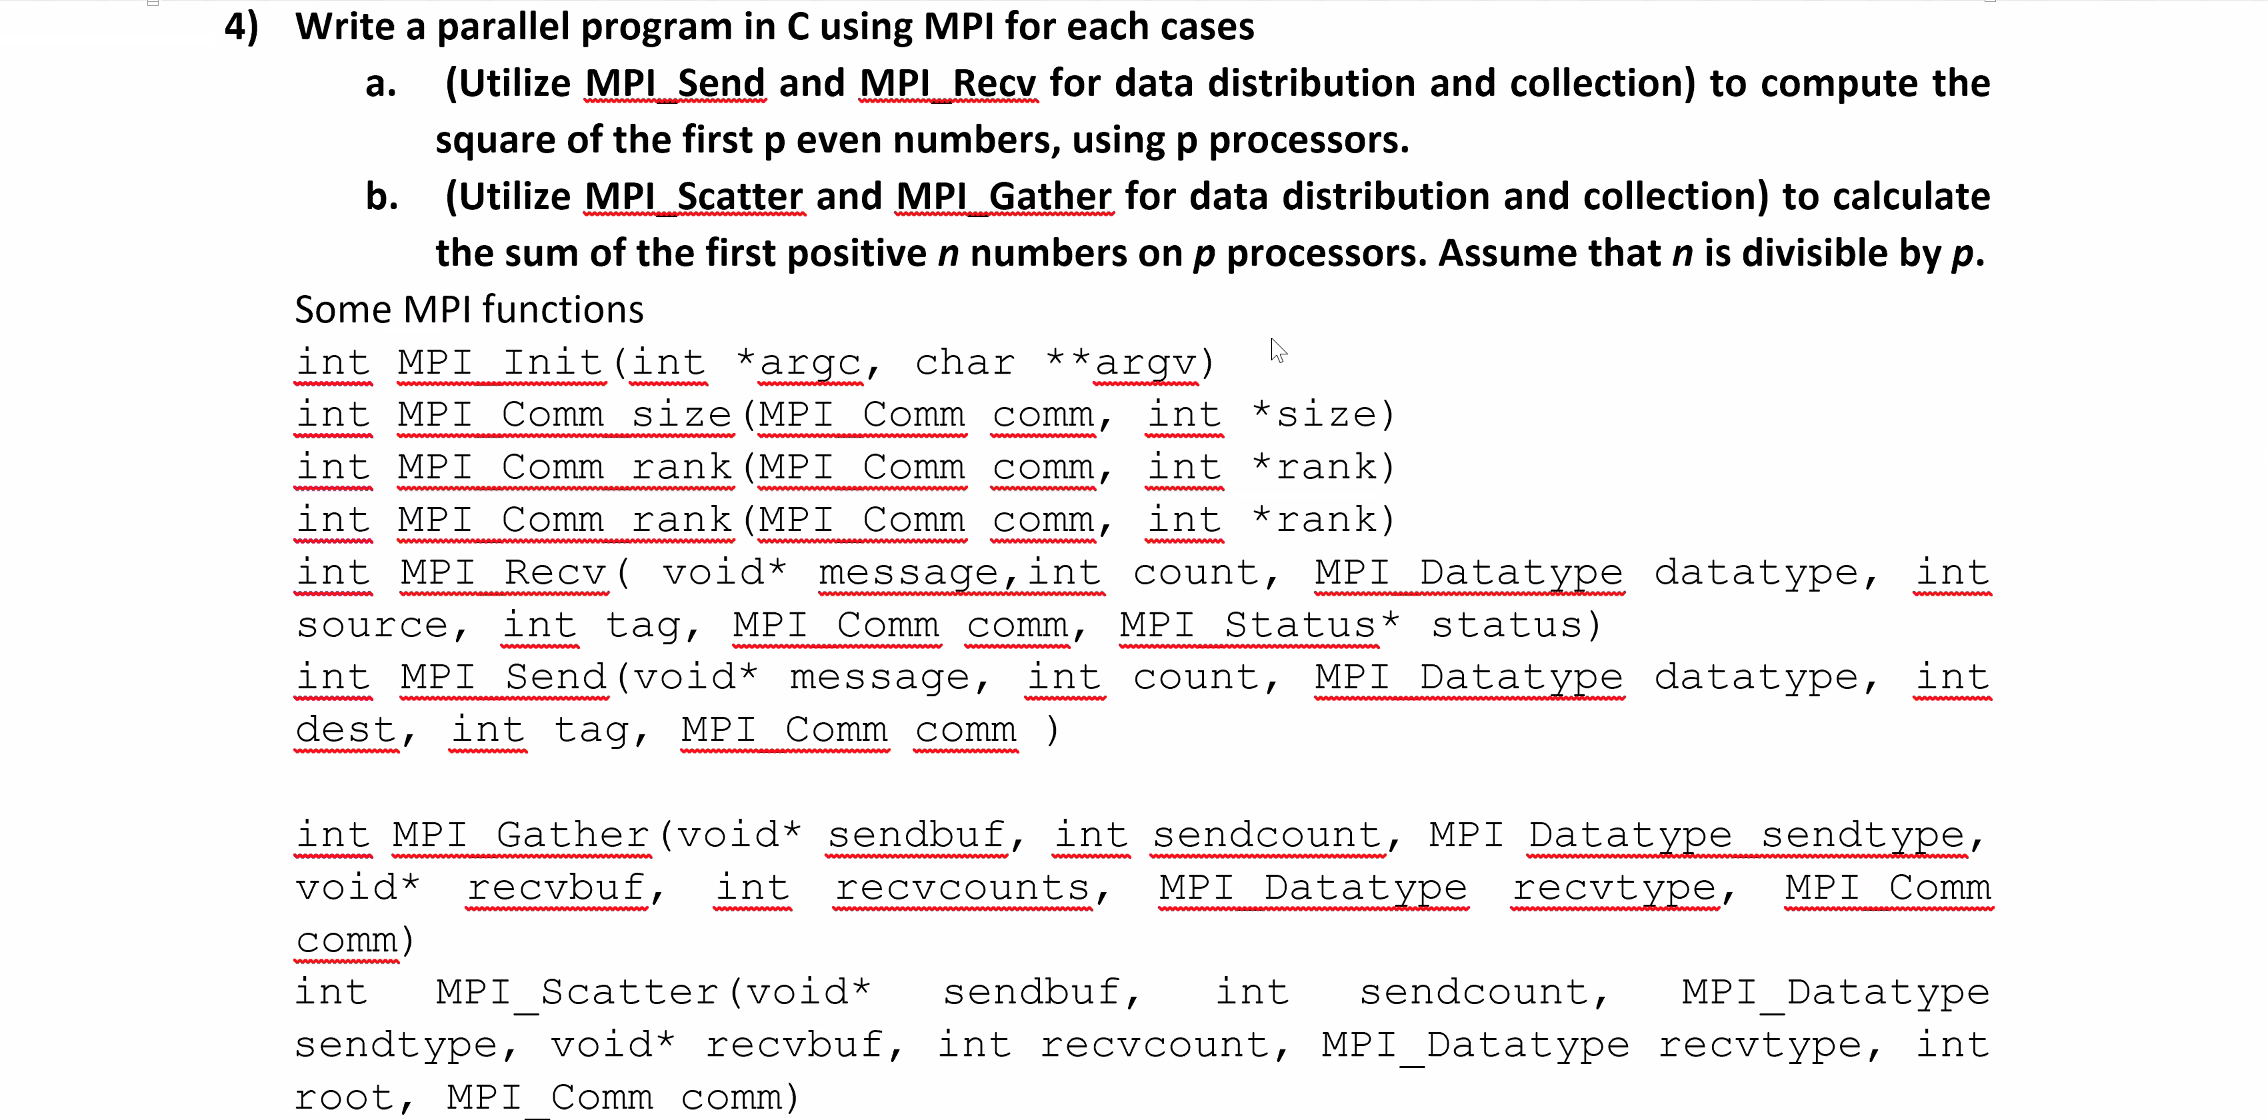 4) Write a parallel program in C using MPI for each cases
a. (Utilize MPI_Send and MPI_Recv for data distribution and collection) to compute the
square of the first p even numbers, using p processors.
b. (Utilize MPI_Scatter and MPI_Gather for data distribution and collection) to calculate
the sum of the first positive n numbers on p processors. Assume that n is divisible by p.
Some MPI functions
int MPI_Init(int *argc, char **argv)
int MPI_Comm_size(MPI_Comm comm, int *size)
int MPI_Comm_rank(MPI_Comm comm, int *rank)
int MPI_Comm_rank(MPI_Comm comm, int *rank)
int MPI_Recv( void* message,int count, MPI_Datatype datatype, int
source, int tag, MPI_Comm comm, MPI_Status* status)
int MPI_Send(void* message, int count, MPI_Datatype datatype, int
dest, int tag, MPI_Comm comm )
int MPI_Gather(void* sendbuf, int sendcount, MPI Datatype sendtype,
void* recvbuf, int recvcounts, MPI_Datatype recvtype, MPI_Comm
comm)
int MPI_Scatter(void* sendbuf, int sendcount, MPI_Datatype
sendtype, void* recvbuf, int recvcount, MPI_Datatype recvtype, int
root, MPI_Comm comm)